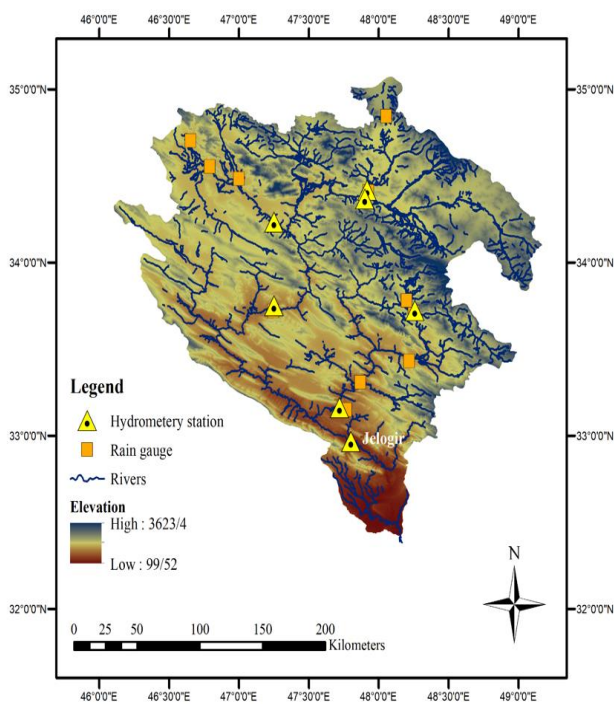 46°0'0"E 46°30'0"E 47°0'0"E 47°30'0"E 48°0'0"E 48°30'0"E 49°0'0"E
35°0'0"N 35°0'0"N
34°0'0"N 34°0'0"N
Legend
Hydrometery station
33°0'0"N Jelogir 33°0'0"N
Rain gauge
Rivers
Elevation
High : 3623/4
Low : 99/52
N
32°0'0"N 32°0'0"N
0 25 50 100 150 200
Kilometers
46°0'0"E 46°30'0"E 47°0'0"E 47°30'0"E 48°0'0"E 48°30'0"E 49°0'0"E